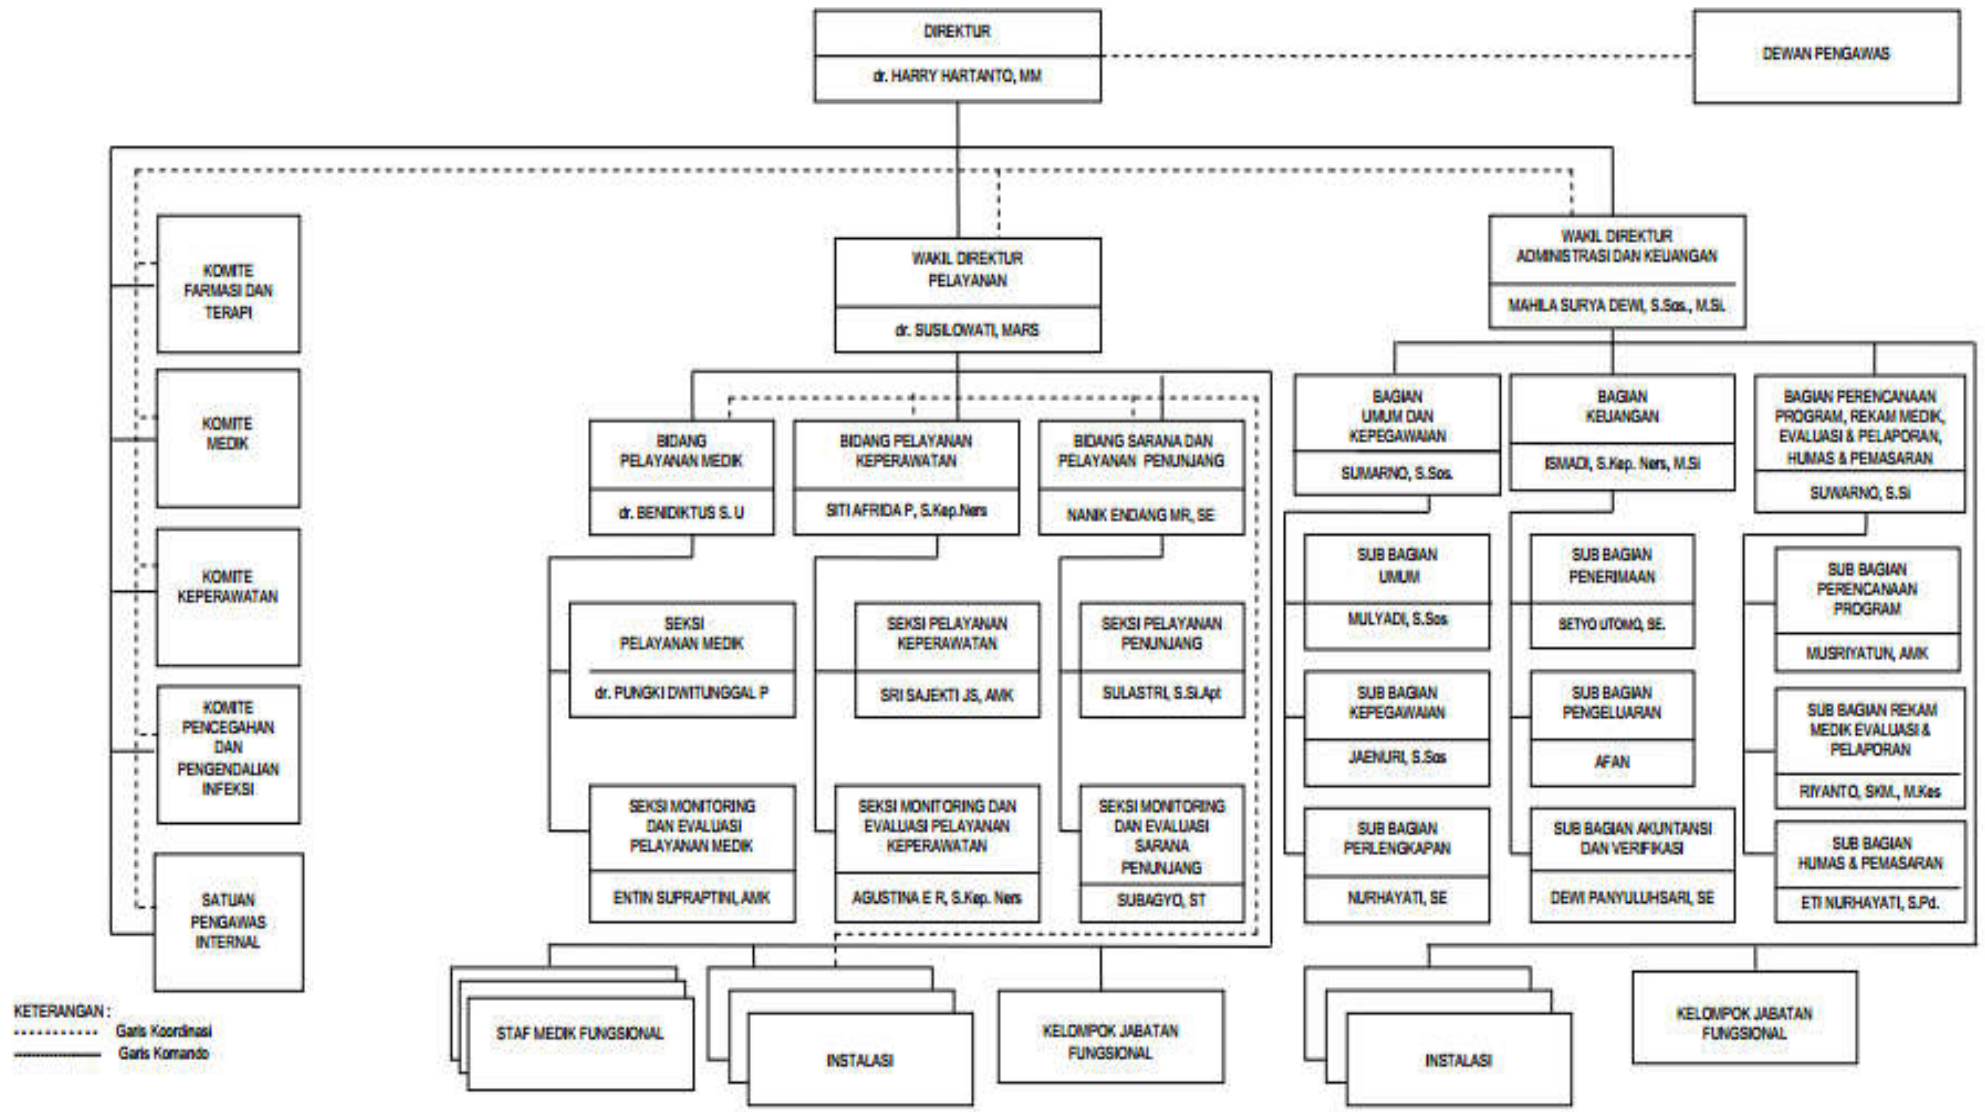 DIREKTUR
dr. HARRY HARTANTO, MM
DEWAN PENGAWAS
WAKIL DIREKTUR
PELAYANAN
dr. SUSILOWATI, MARS
WAKIL DIREKTUR
ADMINISTRASI DAN KEUANGAN
MAHILA SURYA DEWI, S.Sos., M.Si.
KOMITE
FARMASI DAN
TERAPI
KOMITE
MEDIK
KOMITE
KEPERAWATAN
KOMITE
PENCEGAHAN
DAN
PENGENDALIAN
INFEKSI
SATUAN
PENGAWAS
INTERNAL
BIDANG
PELAYANAN MEDIK
dr. BENIDIKTUS S. U
BIDANG PELAYANAN
KEPERAWATAN
SITI AFRIDA P, S.Kep.Ners
BIDANG SARANA DAN
PELAYANAN PENUNJANG
NANIK ENDANG MR, SE
BAGIAN
UMUM DAN
KEPEGAWAIAN
SUMARNO, S.Sos.
BAGIAN
KEUANGAN
ISMADI, S.Kep. Ners, M.Si
BAGIAN PERENCANAAN
PROGRAM, REKAM MEDIK,
EVALUASI & PELAPORAN,
HUMAS & PEMASARAN
SUWARNO, S.Si
SEKSI
PELAYANAN MEDIK
dr. PUNGKI DWITUNGGAL P
SEKSI PELAYANAN
KEPERAWATAN
SRI SAJEKTI JS, AMK
SEKSI PELAYANAN
PENUNJANG
SULASTRI, S.Si.Apt
SUB BAGIAN
UMUM
MULYADI, S.Sos
SUB BAGIAN
PENERIMAAN
SETYO UTOMO, SE.
SUB BAGIAN
PERENCANAAN
PROGRAM
MUSRIYATUN, AMK
SUB BAGIAN
KEPEGAWAIAN
JAENURI, S.Sos
SUB BAGIAN
PENGELUARAN
AFAN
SUB BAGIAN REKAM
MEDIK EVALUASI &
PELAPORAN
RIYANTO, SKM., M.Kes
SEKSI MONITORING
DAN EVALUASI
PELAYANAN MEDIK
ENTIN SUPRAPTINI, AMK
SEKSI MONITORING DAN
EVALUASI PELAYANAN
KEPERAWATAN
AGUSTINA E R, S.Kep. Ners
SEKSI MONITORING
DAN EVALUASI
SARANA
PENUNJANG
SUBAGYO, ST
SUB BAGIAN
PERLENGKAPAN
NURHAYATI, SE
SUB BAGIAN AKUNTANSI
DAN VERIFIKASI
DEWI PANYULUHSARI, SE
SUB BAGIAN
HUMAS & PEMASARAN
ETI NURHAYATI, S.Pd.
STAF MEDIK FUNGSIONAL
INSTALASI
KELOMPOK JABATAN
FUNGSIONAL
INSTALASI
KELOMPOK JABATAN
FUNGSIONAL
KETERANGAN :
Garis Koordinasi
Garis Komando